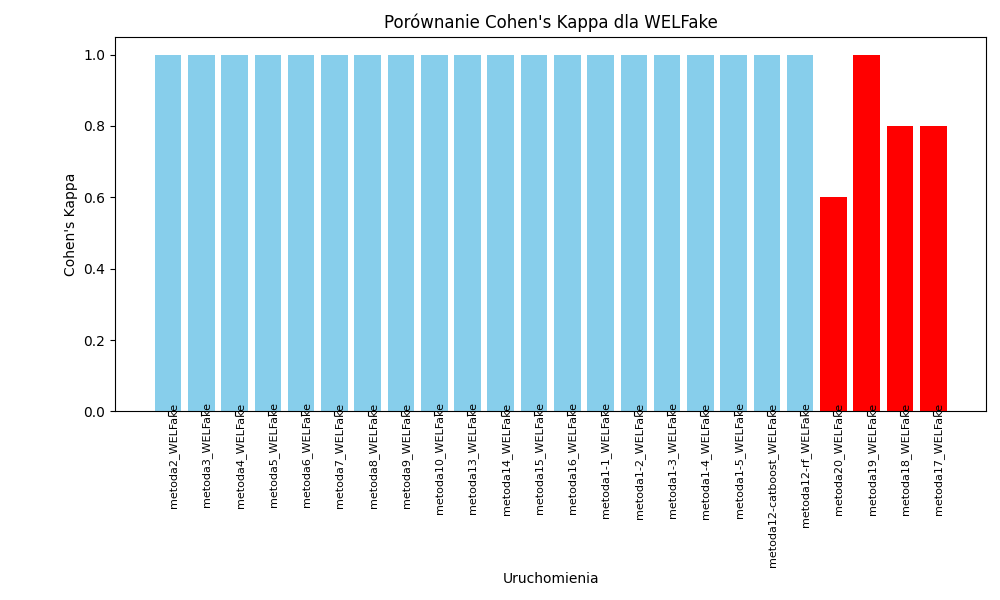 Porównanie Cohen's Kappa dla WELFake
Cohen's Kappa
1.0
0.8
0.6
0.4
0.2
0.0
metoda2_WELFake
metoda3_WELFake
metoda4_WELFake
metoda5_WELFake
metoda6_WELFake
metoda7_WELFake
metoda8_WELFake
metoda9_WELFake
metoda10_WELFake
metoda13_WELFake
metoda14_WELFake
metoda15_WELFake
metoda16_WELFake
metoda1-1_WELFake
metoda1-2_WELFake
metoda1-3_WELFake
metoda1-4_WELFake
metoda1-5_WELFake
metoda12-catboost_WELFake
metoda12-rf_WELFake
metoda20_WELFake
metoda19_WELFake
metoda18_WELFake
metoda17_WELFake
Uruchomienia